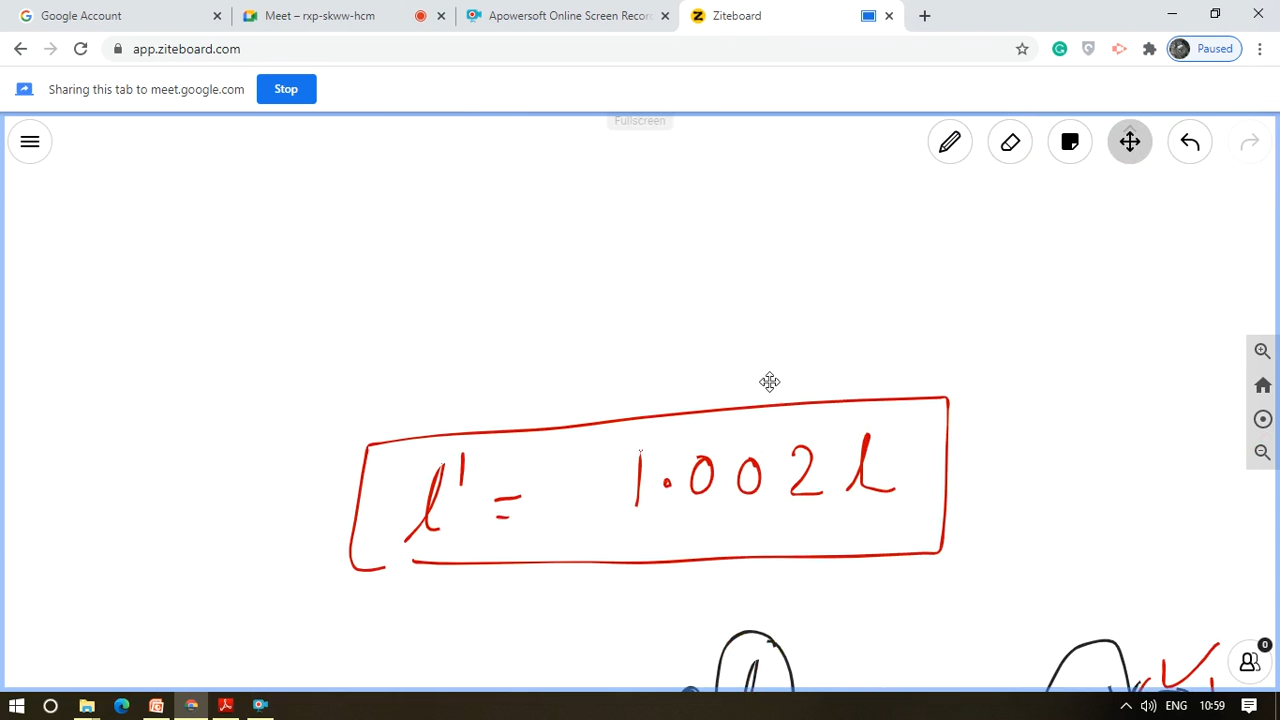 Google Account
Meet – rxp-skww-hcm
Apowersoft Online Screen Recor
Ziteboard
app.ziteboard.com
Paused
Sharing this tab to meet.google.com
Stop
Fullscreen
l' = 1.002 l
0
ENG
10:59